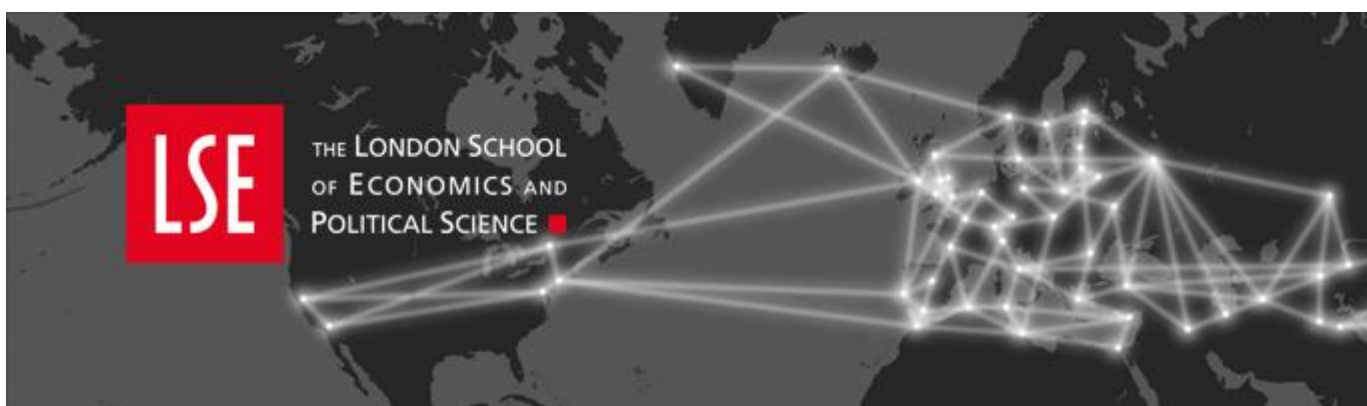 LSE
THE LONDON SCHOOL
OF ECONOMICS AND
POLITICAL SCIENCE